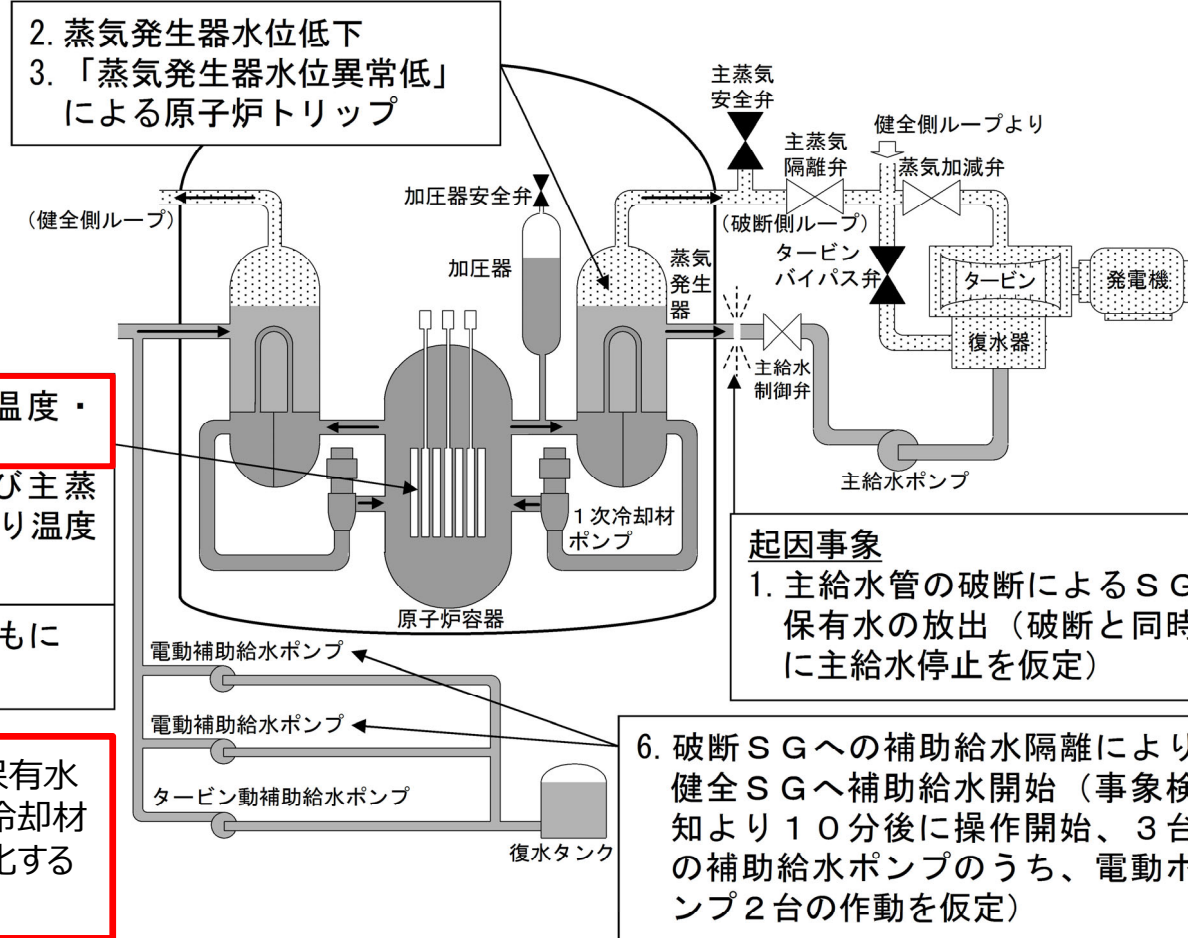 2. 蒸気発生器水位低下
3. 「蒸気発生器水位異常低」
による原子炉トリップ
主蒸気
安全弁
健全側ループより
主蒸気
隔離弁
蒸気加減弁
加圧器安全弁
(健全側ループ)
(破断側ループ)
加圧器
蒸気
発生
器
タービン
バイパス弁
タービン
発電機
復水器
主給水
制御弁
主給水ポンプ
温度・
び主蒸
り温度
もに
1次冷却材
ポンプ
原子炉容器
起因事象
1. 主給水管の破断によるSG
保有水の放出(破断と同時
に主給水停止を仮定)
電動補助給水ポンプ
電動補助給水ポンプ
タービン動補助給水ポンプ
復水タンク
保有水
冷却材
化する
6. 破断SGへの補助給水隔離により
健全SGへ補助給水開始(事象検
知より10分後に操作開始、3台
の補助給水ポンプのうち、電動ポ
ンプ2台の作動を仮定)